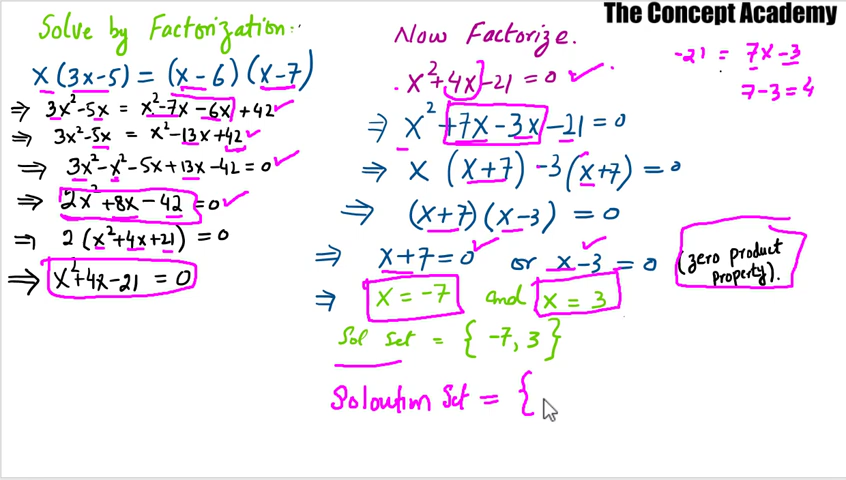 The Concept Academy
Solve by Factorization:
x(3x-5) = (x-6)(x-7)
⇒ 3x²-5x = x²-7x-6x+42
⇒ 3x²-5x = x²-13x+42
⇒ 3x²-x²-5x+13x-42=0
⇒ 2x²+8x-42=0
⇒ 2(x²+4x+21)=0
⇒ x²+4x-21=0
Now Factorize.
x²+4x-21=0
⇒ x²+7x-3x-21=0
⇒ x(x+7)-3(x+7)=0
⇒ (x+7)(x-3)=0
⇒ x+7=0 or x-3=0 (zero product
property).
⇒ x=-7 and x=3
Sol Set = {-7,3}
Soloution Set = {
-21 = 7x-3
7-3=4